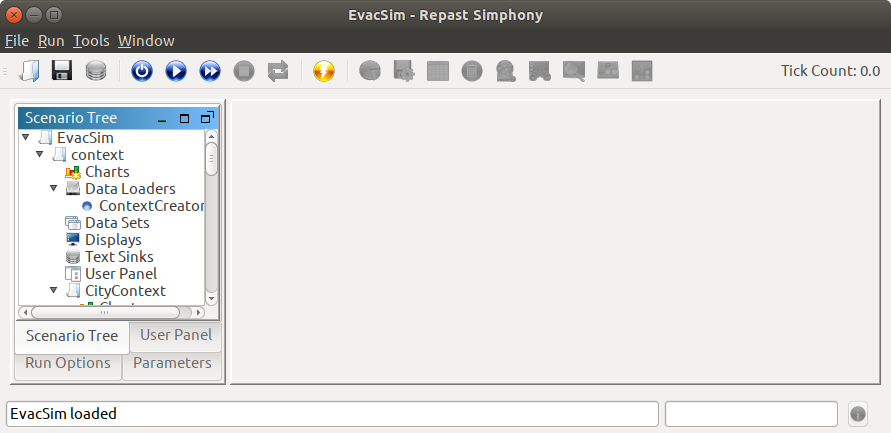 EvacSim - Repast Simphony
File Run Tools Window
Tick Count: 0.0
Scenario Tree
EvacSim
context
Charts
Data Loaders
ContextCreator
Data Sets
Displays
Text Sinks
User Panel
CityContext
Scenario Tree User Panel
Run Options Parameters
EvacSim loaded